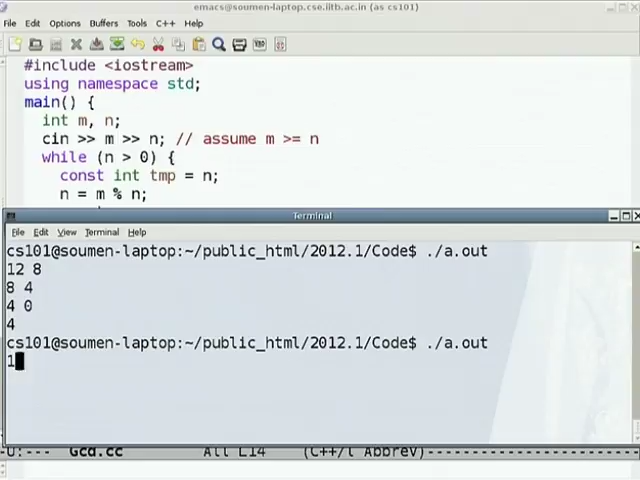 emacs@soumen-laptop.cse.iitb.ac.in (as cs101)
File Edit Options Buffers Tools C++ Help
#include <iostream>
using namespace std;
main() {
int m, n;
cin >> m >> n; // assume m >= n
while (n > 0) {
const int tmp = n;
n = m % n;
Terminal
File Edit View Terminal Help
cs101@soumen-laptop:~/public_html/2012.1/Code$ ./a.out
12 8
8 4
4 0
4
cs101@soumen-laptop:~/public_html/2012.1/Code$ ./a.out
1
-U:--- Gcd.cc All L14 (C++/l Abbrev)